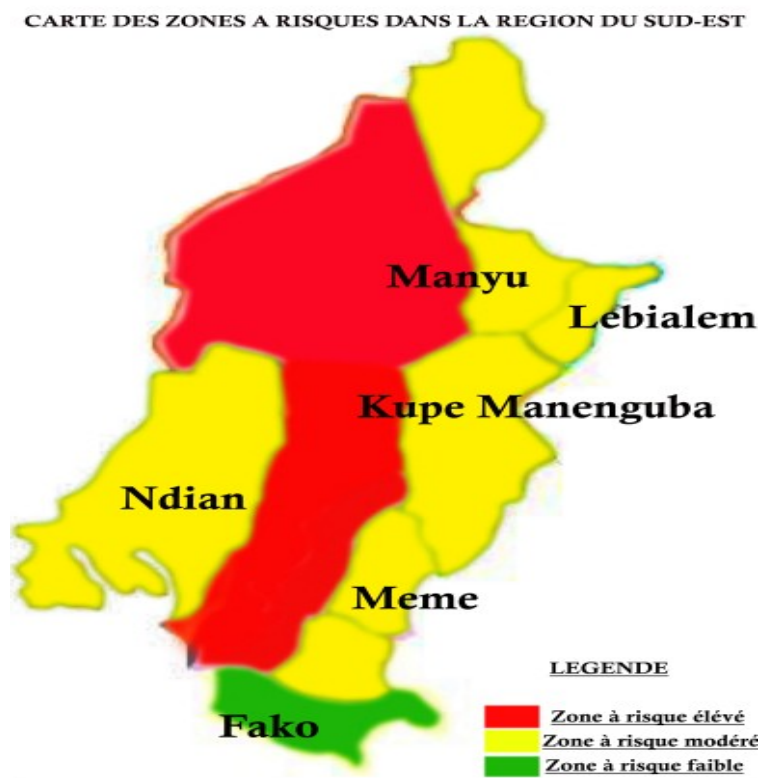 CARTE DES ZONES A RISQUES DANS LA REGION DU SUD-EST
Manyu
Lebialem
Kupe Manenguba
Ndian
Meme
Fako
LEGENDE
Zone à risque élévé
Zone à risque modéré
Zone à risque faible